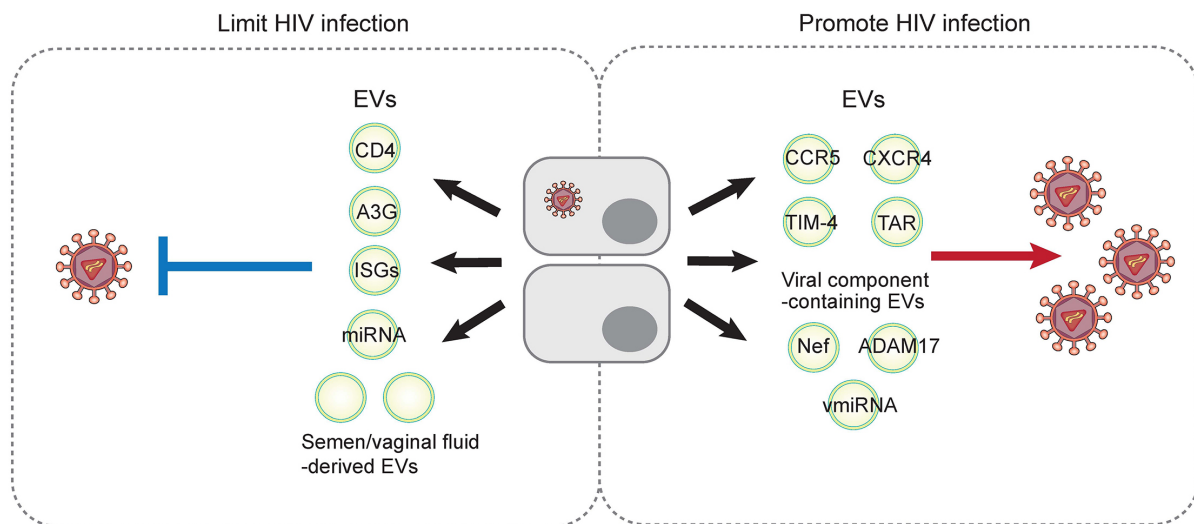 Limit HIV infection
EVs
CD4
A3G
ISGs
miRNA
Semen/vaginal fluid
-derived EVs
Promote HIV infection
EVs
CCR5
CXCR4
TIM-4
TAR
Viral component
-containing EVs
Nef
ADAM17
vmiRNA